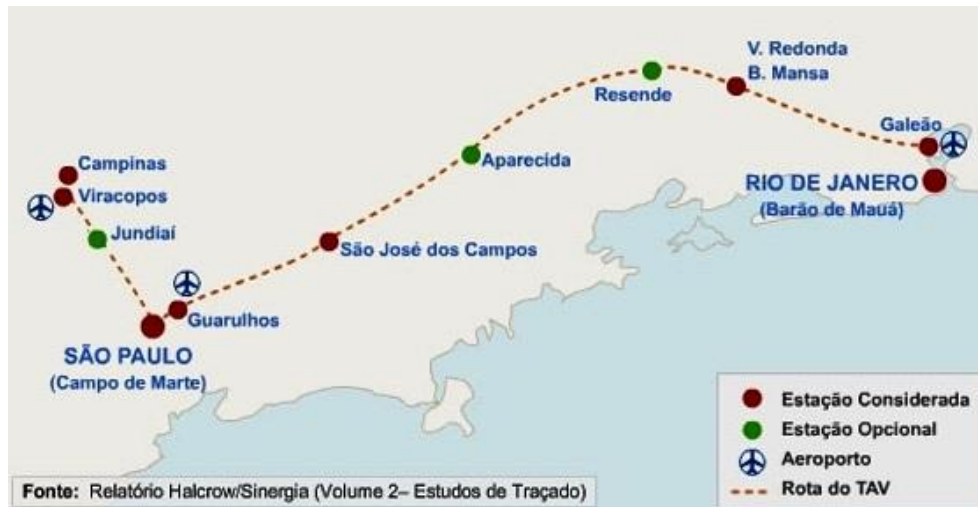 V. Redonda
B. Mansa
Resende
Galeão
Campinas
Aparecida
Viracopos
RIO DE JANERO
(Barão de Mauá)
Jundiaí
São José dos Campos
Guarulhos
SÃO PAULO
(Campo de Marte)
Estação Considerada
Estação Opcional
Aeroporto
Rota do TAV
Fonte: Relatório Halcrow/Sinergia (Volume 2– Estudos de Traçado)